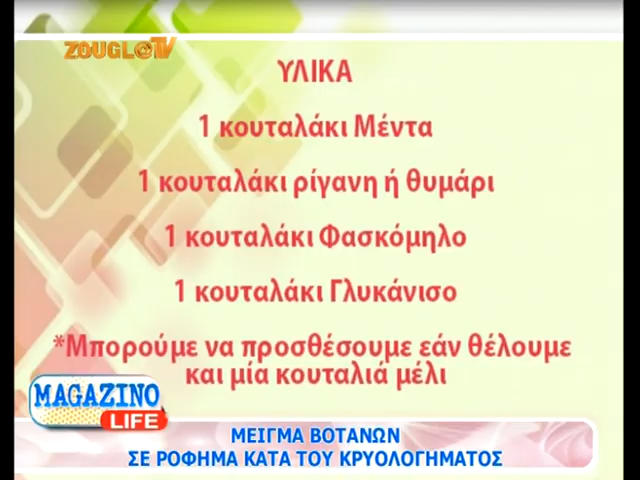 ZOUGL@TV
ΥΛΙΚΑ
1 κουταλάκι Μέντα
1 κουταλάκι ρίγανη ή θυμάρι
1 κουταλάκι Φασκόμηλο
1 κουταλάκι Γλυκάνισο
*Μπορούμε να προσθέσουμε εάν θέλουμε
και μία κουταλιά μέλι
MAGAZINO
LIFE
ΜΕΙΓΜΑ ΒΟΤΑΝΩΝ
ΣΕ ΡΟΦΗΜΑ ΚΑΤΑ ΤΟΥ ΚΡΥΟΛΟΓΗΜΑΤΟΣ